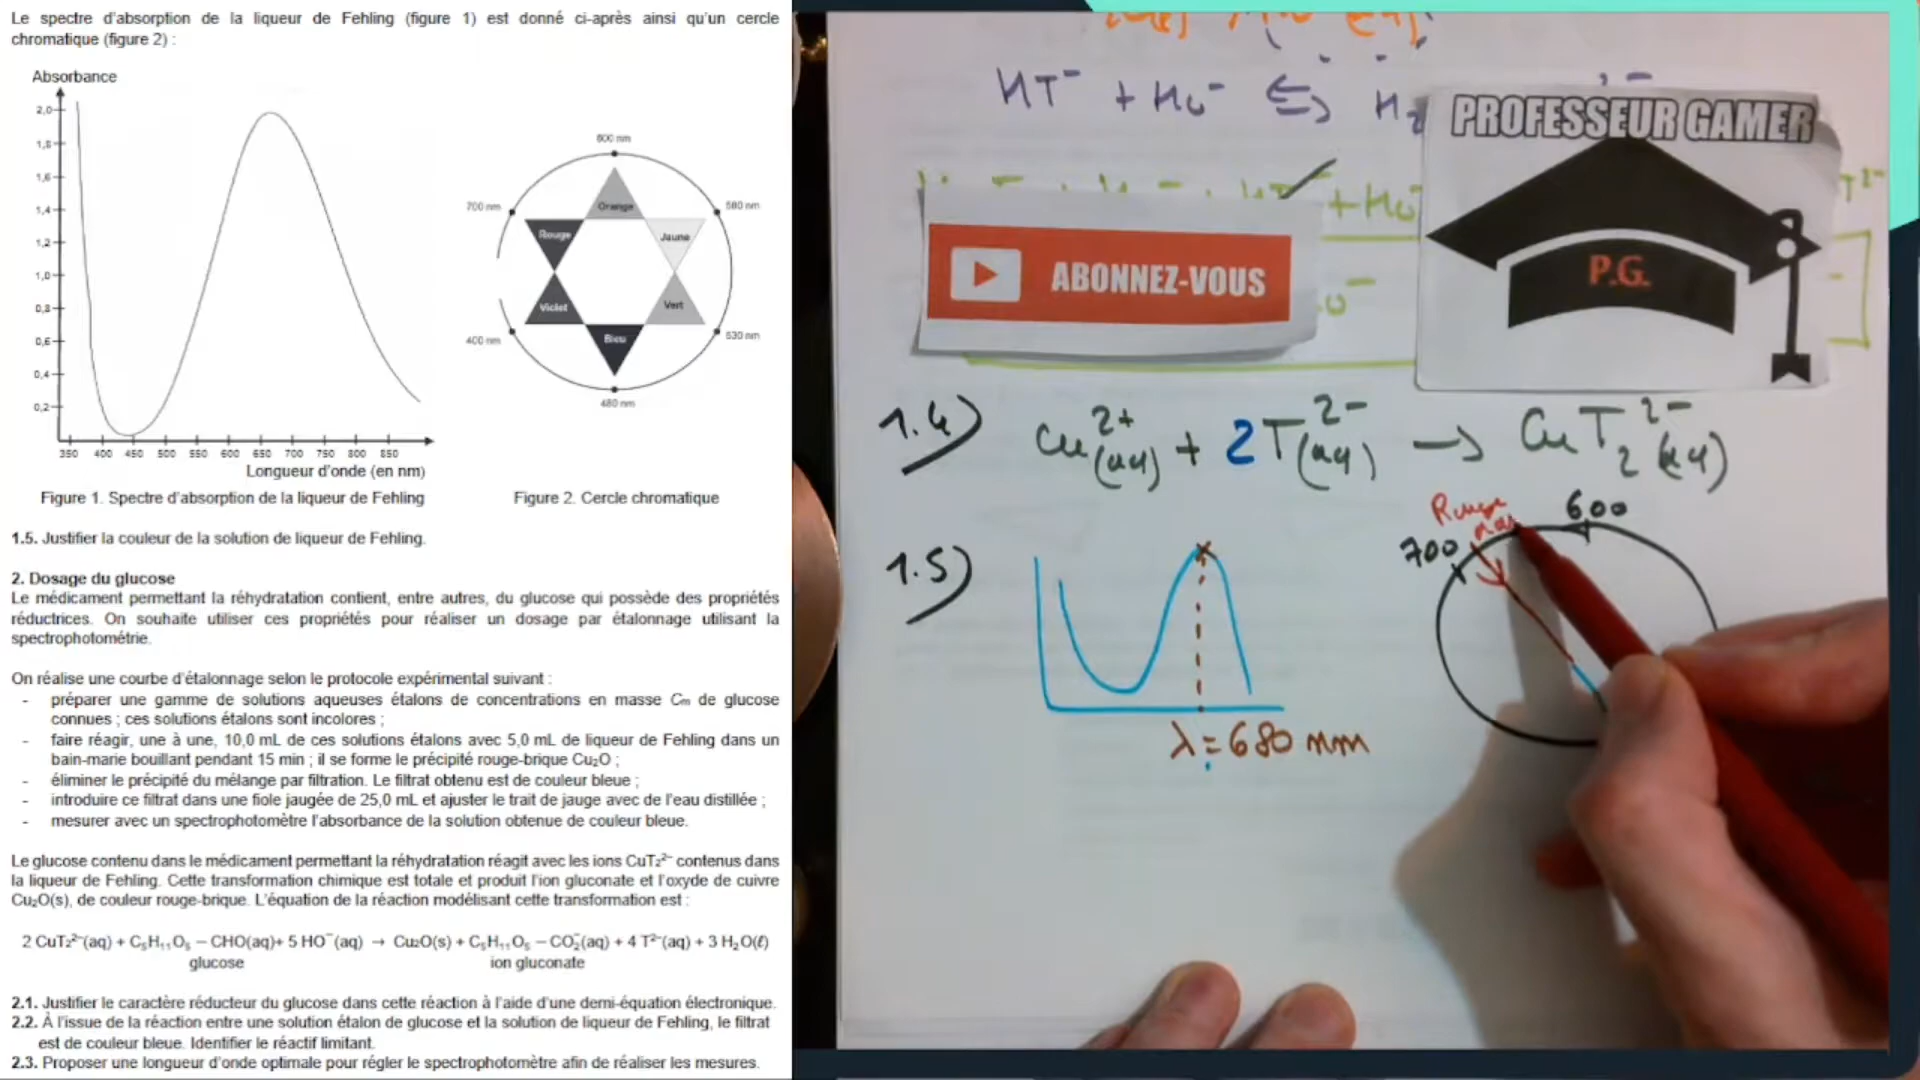 Le spectre d'absorption de la liqueur de Fehling (figure 1) est donné ci-après ainsi qu'un cercle
chromatique (figure 2) :
Absorbance
2,0
1,8
1,6
1,4
1,2
1,0
0,8
0,6
0,4
0,2
350 400 450 500 550 600 650 700 750 800 850
Longueur d'onde (en nm)
Figure 1. Spectre d'absorption de la liqueur de Fehling
600 nm
700 nm
580 nm
Orange
Rouge
Jaune
Violet
Vert
Bleu
400 nm
530 nm
480 nm
Figure 2. Cercle chromatique
1.5. Justifier la couleur de la solution de liqueur de Fehling.
2. Dosage du glucose
Le médicament permettant la réhydratation contient, entre autres, du glucose qui possède des propriétés
réductrices. On souhaite utiliser ces propriétés pour réaliser un dosage par étalonnage utilisant la
spectrophotométrie.
On réalise une courbe d'étalonnage selon le protocole expérimental suivant :
- préparer une gamme de solutions aqueuses étalons de concentrations en masse Cm de glucose
connues ; ces solutions étalons sont incolores ;
- faire réagir, une à une, 10,0 mL de ces solutions étalons avec 5,0 mL de liqueur de Fehling dans un
bain-marie bouillant pendant 15 min ; il se forme le précipité rouge-brique Cu₂O ;
- éliminer le précipité du mélange par filtration. Le filtrat obtenu est de couleur bleue ;
- introduire ce filtrat dans une fiole jaugée de 25,0 mL et ajuster le trait de jauge avec de l'eau distillée ;
- mesurer avec un spectrophotomètre l'absorbance de la solution obtenue de couleur bleue.
Le glucose contenu dans le médicament permettant la réhydratation réagit avec les ions CuT₂²⁻ contenus dans
la liqueur de Fehling. Cette transformation chimique est totale et produit l'ion gluconate et l'oxyde de cuivre
Cu₂O(s), de couleur rouge-brique. L'équation de la réaction modélisant cette transformation est :
2 CuT₂²⁻(aq) + C₅H₁₁O₅ – CHO(aq)+ 5 HO⁻(aq) → Cu₂O(s) + C₅H₁₁O₅ – CO₂⁻(aq) + 4 T²⁻(aq) + 3 H₂O(ℓ)
glucose
ion gluconate
2.1. Justifier le caractère réducteur du glucose dans cette réaction à l'aide d'une demi-équation électronique.
2.2. À l'issue de la réaction entre une solution étalon de glucose et la solution de liqueur de Fehling, le filtrat
est de couleur bleue. Identifier le réactif limitant.
2.3. Proposer une longueur d'onde optimale pour régler le spectrophotomètre afin de réaliser les mesures.
HT⁻ + HO⁻ ⇌ H₂
+ HO
PROFESSEUR GAMER
P.G.
ABONNEZ-VOUS
1.4) Cu²⁺(aq) + 2T²⁻(aq) → CuT₂²⁻(aq)
1.5)
λ = 680 nm
Rouge
600
700